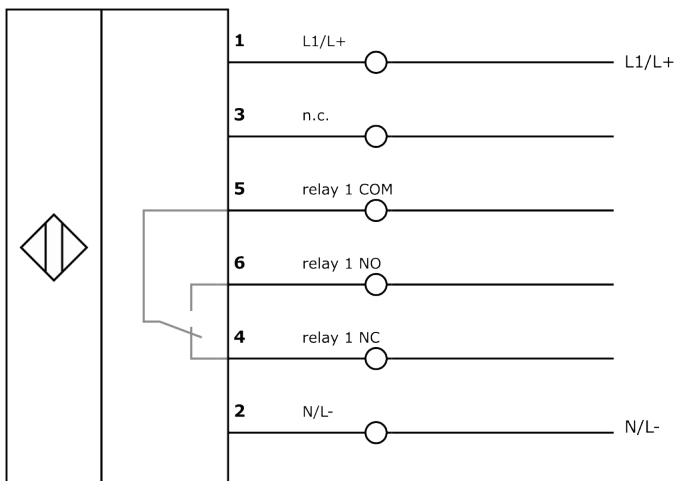 1 L1/L+ L1/L+
3 n.c.
5 relay 1 COM
6 relay 1 NO
4 relay 1 NC
2 N/L- N/L-